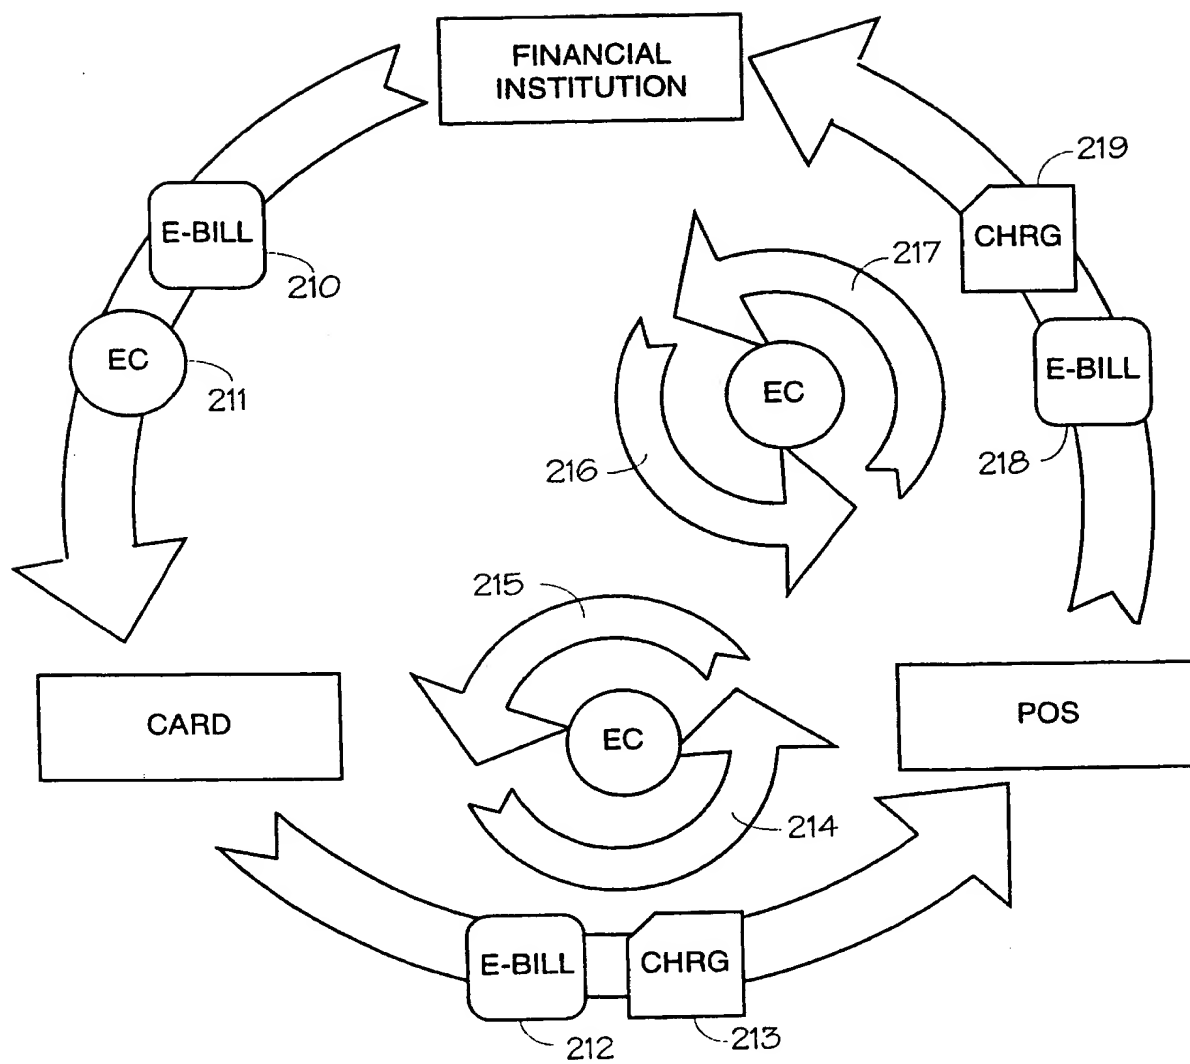 FINANCIAL
INSTITUTION
219
E-BILL
CHRG
210
217
EC
211
EC
E-BILL
216
218
215
CARD
EC
POS
214
E-BILL
CHRG
212
213